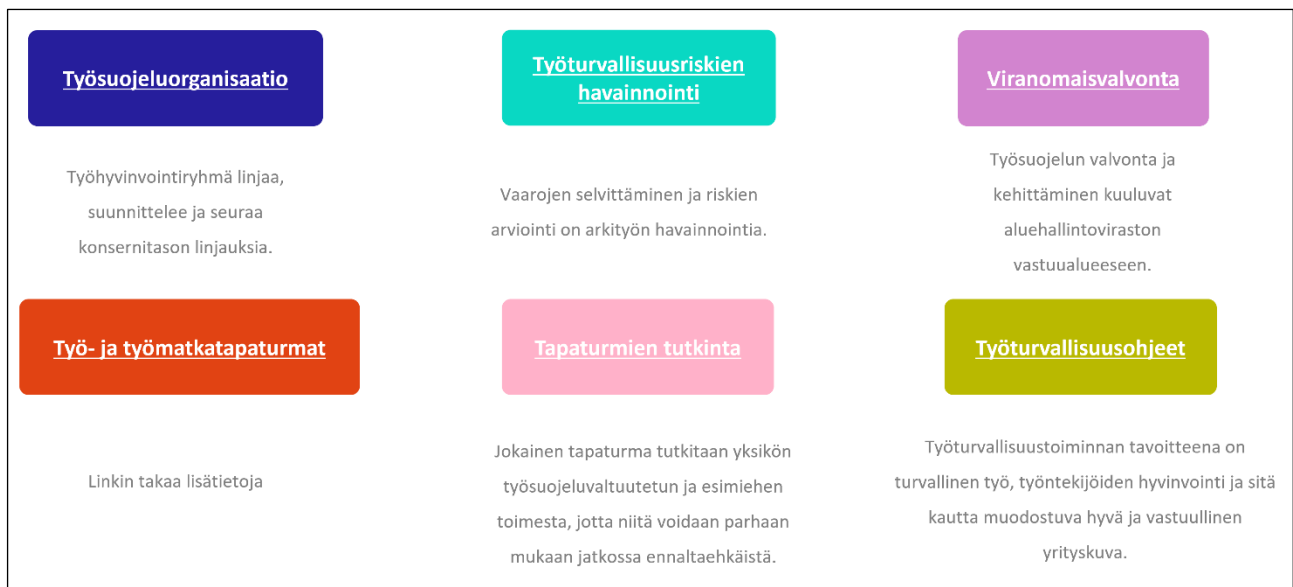 Työsuojeluorganisaatio
Työhyvinvointiryhmä linjaa,
suunnittelee ja seuraa
konsernitason linjauksia.
Työturvallisuusriskien
havainnointi
Vaarojen selvittäminen ja riskien
arviointi on arkityön havainnointia.
Viranomaisvalvonta
Työsuojelun valvonta ja
kehittäminen kuuluvat
aluehallintoviraston
vastuualueeseen.
Työ- ja työmatkatapaturmat
Linkin takaa lisätietoja
Tapaturmien tutkinta
Jokainen tapaturma tutkitaan yksikön
työsuojeluvaltuutetun ja esimiehen
toimesta, jotta niitä voidaan parhaan
mukaan jatkossa ennaltaehkäistä.
Työturvallisuusohjeet
Työturvallisuustoiminnan tavoitteena on
turvallinen työ, työntekijöiden hyvinvointi ja sitä
kautta muodostuva hyvä ja vastuullinen
yrityskuva.